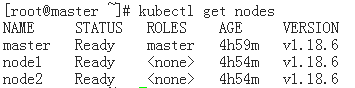 [root@master ~]# kubectl get nodes
NAME STATUS ROLES AGE VERSION
master Ready master 4h59m v1.18.6
node1 Ready <none> 4h54m v1.18.6
node2 Ready <none> 4h54m v1.18.6